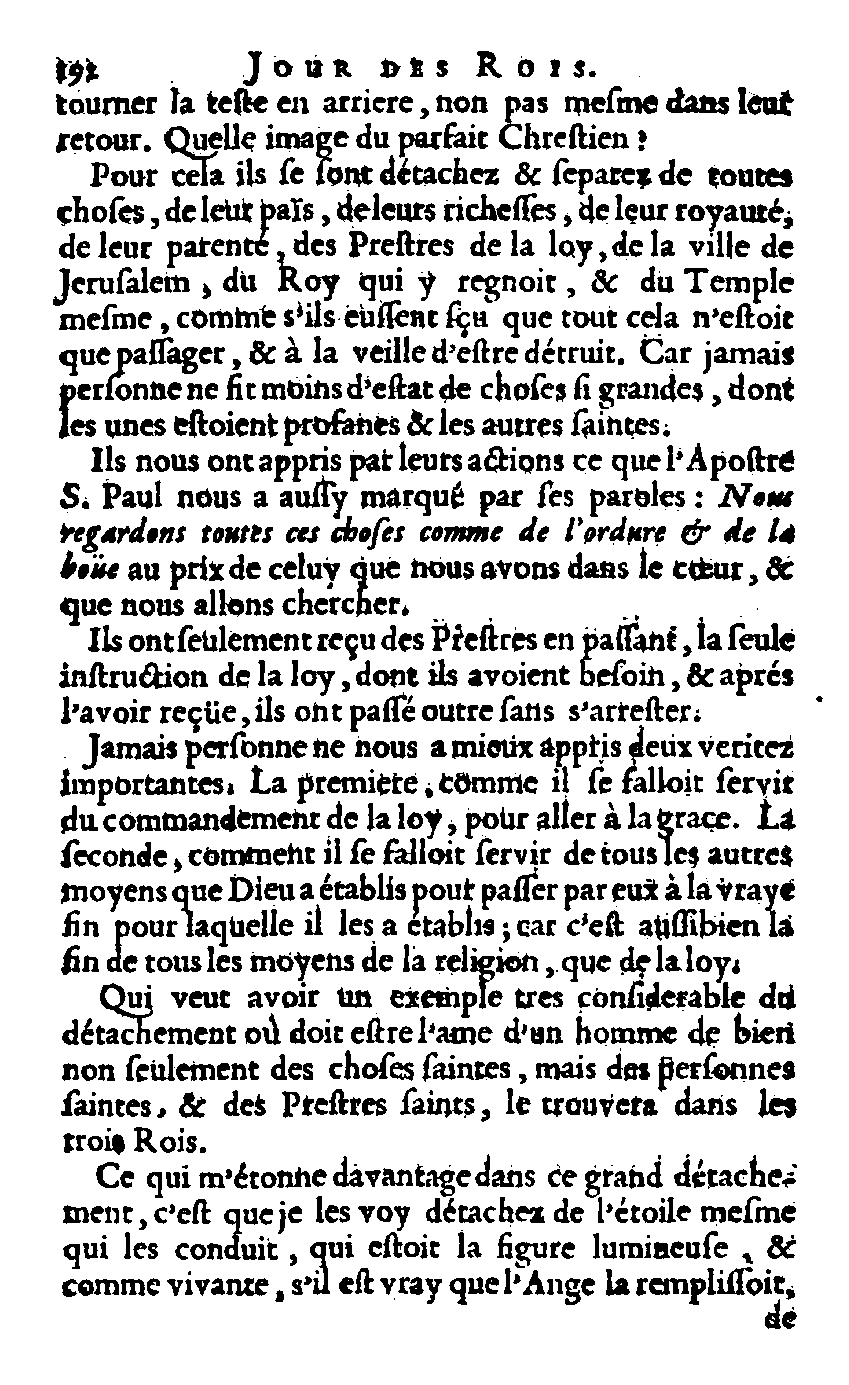 192 JOUR DES ROIS.
tourner la teſte en arriere, non pas meſme dans leur
retour. Quelle image du parfait Chreſtien !
Pour cela ils ſe ſont détachez & ſeparez de toutes
choſes, de leur païs, de leurs richeſſes, de leur royauté,
de leur parenté, des Preſtres de la loy, de la ville de
Jeruſalem, du Roy qui y regnoit, & du Temple
meſme, comme s'ils euſſent ſçu que tout cela n'eſtoit
que paſſager, & à la veille d'eſtre détruit. Car jamais
perſonne ne fit moins d'eſtat de choſes ſi grandes, dont
les unes eſtoient profanes & les autres ſaintes.
Ils nous ont appris par leurs actions ce que l'Apoſtre
S. Paul nous a auſſy marqué par ſes paroles : Nous
regardons toutes ces choſes comme de l'ordure & de la
boüe au prix de celuy que nous avons dans le cœur, &
que nous allons chercher.
Ils ont ſeulement reçu des Preſtres en paſſant, la ſeule
inſtruction de la loy, dont ils avoient beſoin, & aprés
l'avoir reçüe, ils ont paſſé outre ſans s'arreſter.
Jamais perſonne ne nous a mieux appris deux veritez
importantes. La premiere, comme il ſe falloit ſervir
du commandement de la loy, pour aller à la grace. La
ſeconde, comment il ſe falloit ſervir de tous les autres
moyens que Dieu a établis pour paſſer par eux à la vraye
fin pour laquelle il les a établis ; car c'eſt auſſibien la
fin de tous les moyens de la religion, que de la loy.
Qui veut avoir un exemple tres conſiderable du
détachement où doit eſtre l'ame d'un homme de bien
non ſeulement des choſes ſaintes, mais des perſonnes
ſaintes, & des Preſtres ſaints, le trouvera dans les
trois Rois.
Ce qui m'étonne davantage dans ce grand détache-
ment, c'eſt que je les voy détachez de l'étoile meſme
qui les conduit, qui eſtoit la figure lumineuſe, &
comme vivante, s'il eſt vray que l'Ange la rempliſſoit,
de